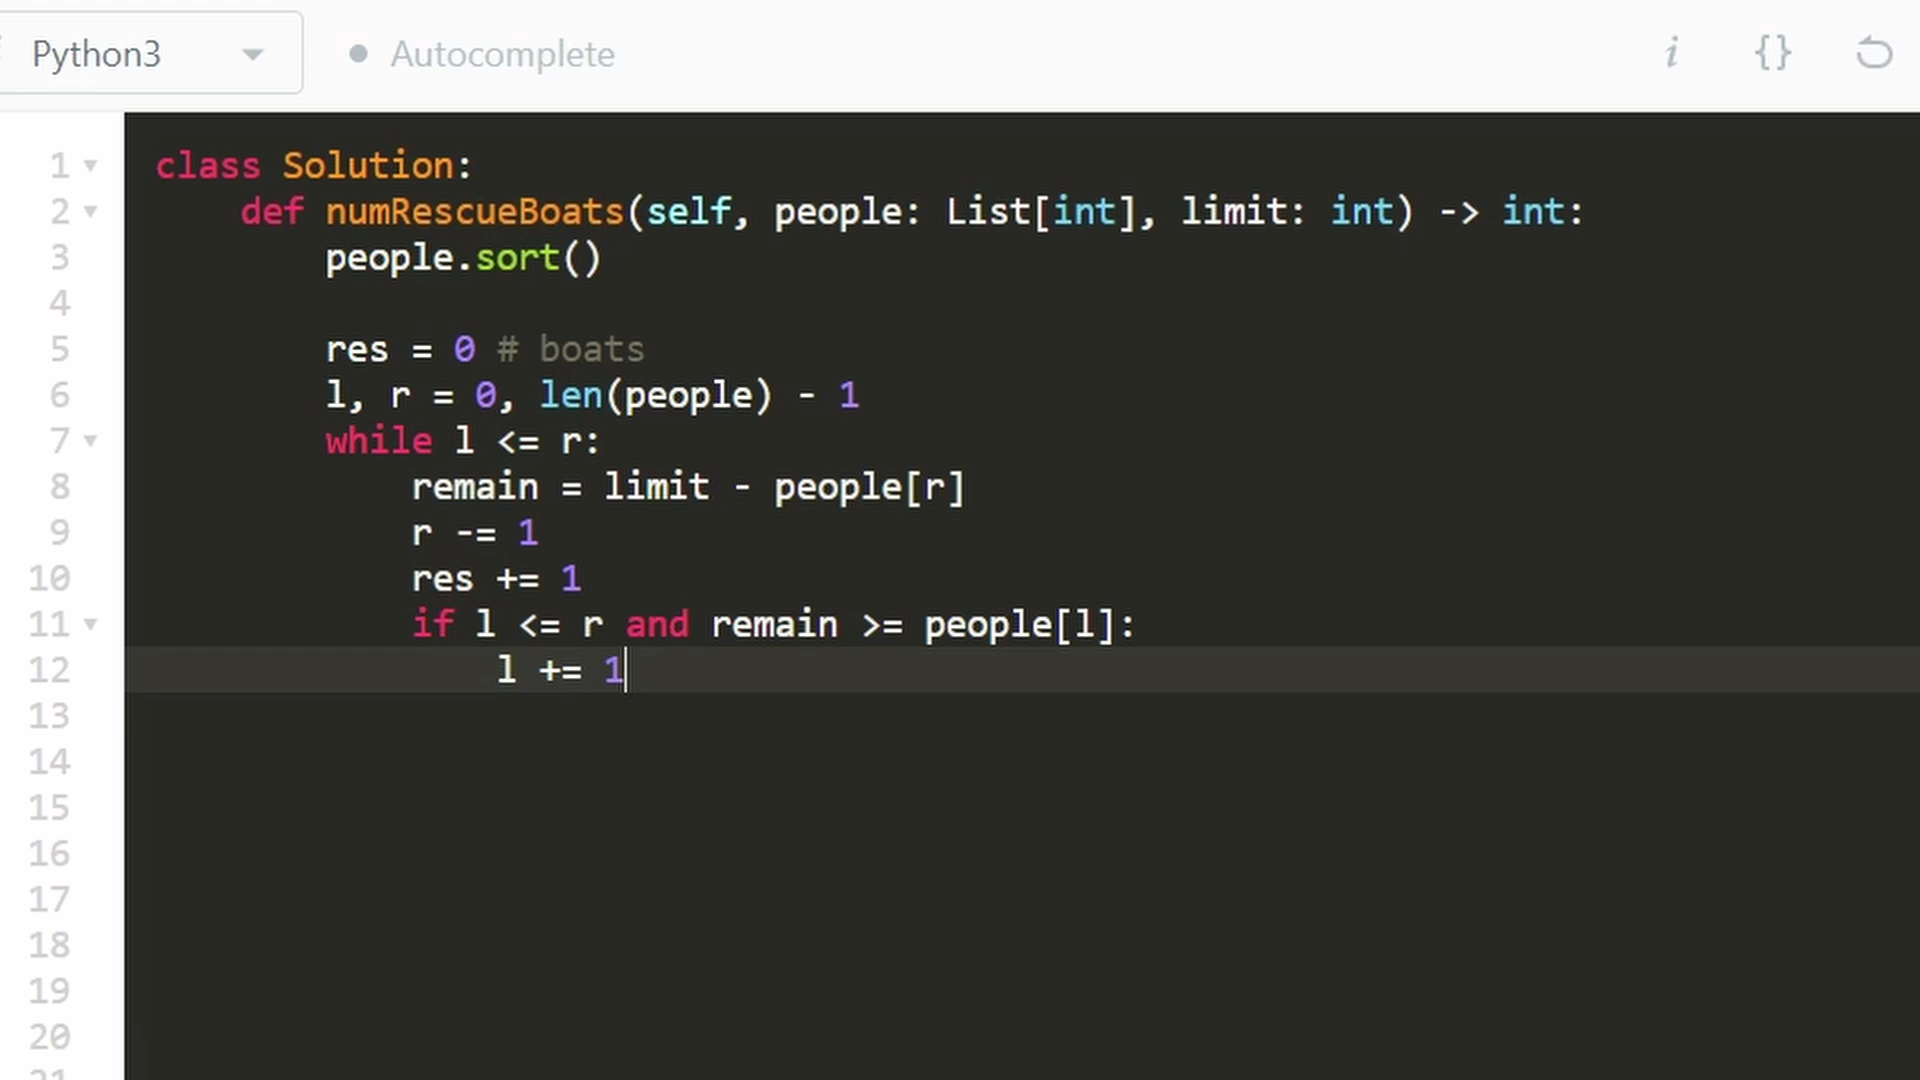 Python3 Autocomplete i {}
1 class Solution:
2 def numRescueBoats(self, people: List[int], limit: int) -> int:
3 people.sort()
4
5 res = 0 # boats
6 l, r = 0, len(people) - 1
7 while l <= r:
8 remain = limit - people[r]
9 r -= 1
10 res += 1
11 if l <= r and remain >= people[l]:
12 l += 1
13
14
15
16
17
18
19
20
21